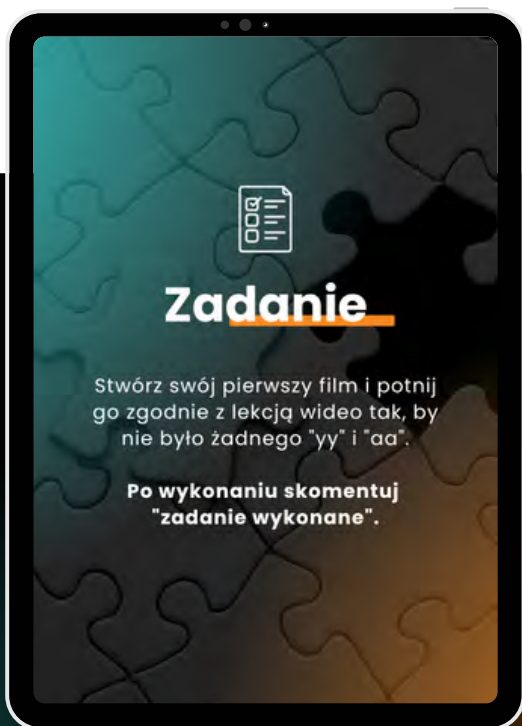 Zadanie
Stwórz swój pierwszy film i potnij
go zgodnie z lekcją wideo tak, by
nie było żadnego "yy" i "aa".
Po wykonaniu skomentuj
"zadanie wykonane".